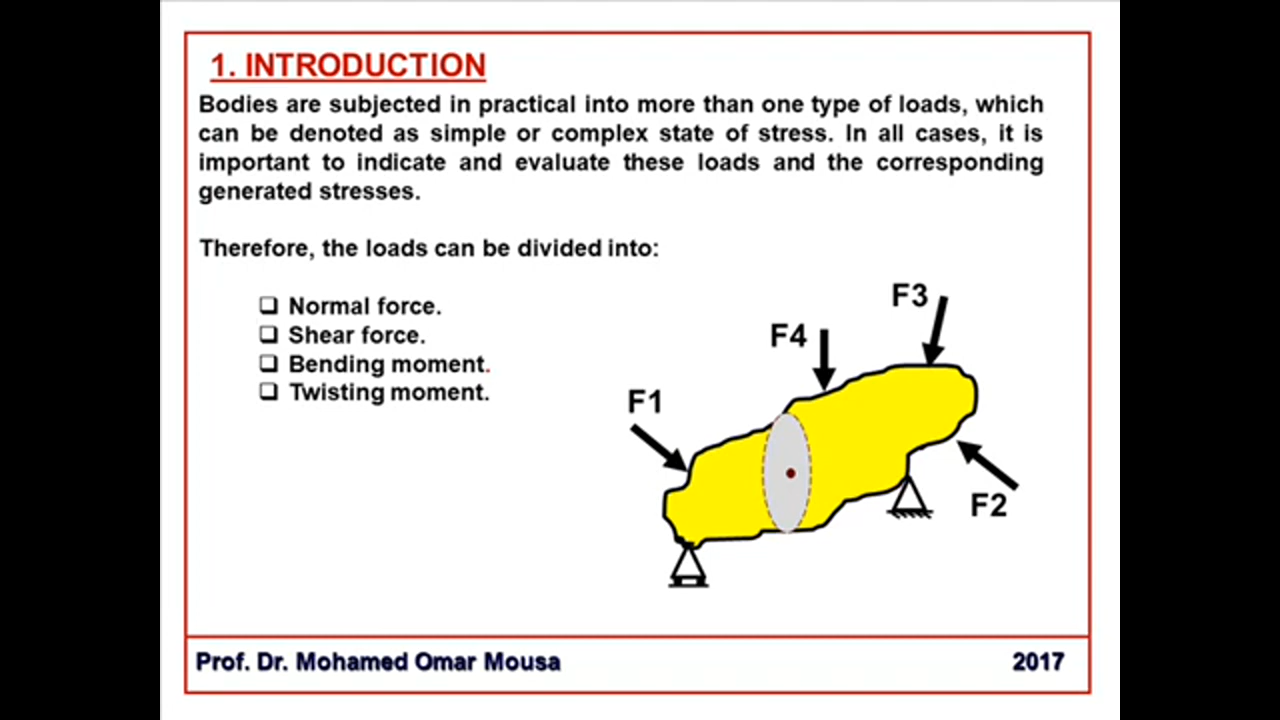 1. INTRODUCTION
Bodies are subjected in practical into more than one type of loads, which
can be denoted as simple or complex state of stress. In all cases, it is
important to indicate and evaluate these loads and the corresponding
generated stresses.
Therefore, the loads can be divided into:
❑ Normal force.
❑ Shear force.
❑ Bending moment.
❑ Twisting moment.
F3
F4
F1
F2
Prof. Dr. Mohamed Omar Mousa
2017